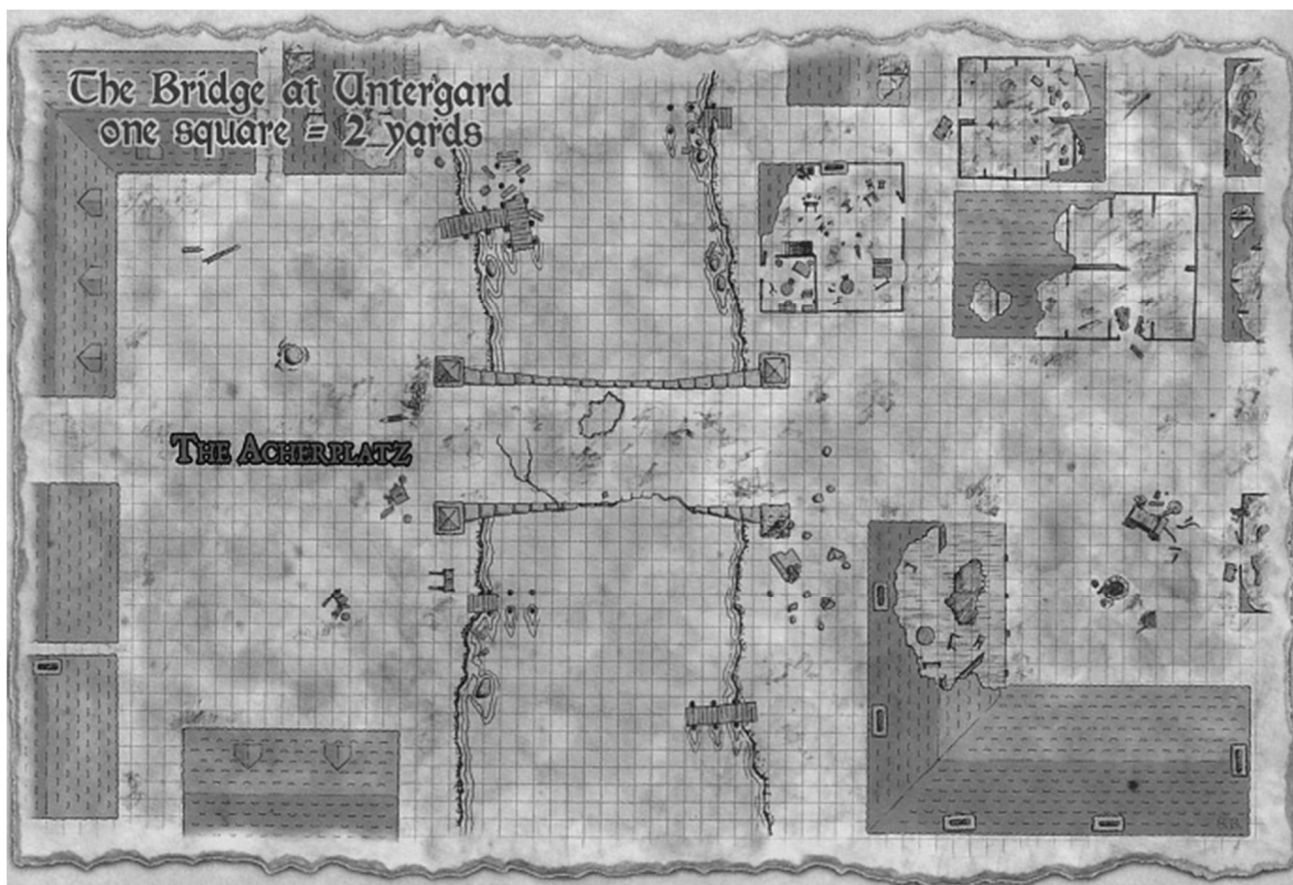 The Bridge at Untergard
one square = 2 yards
The Acherplatz